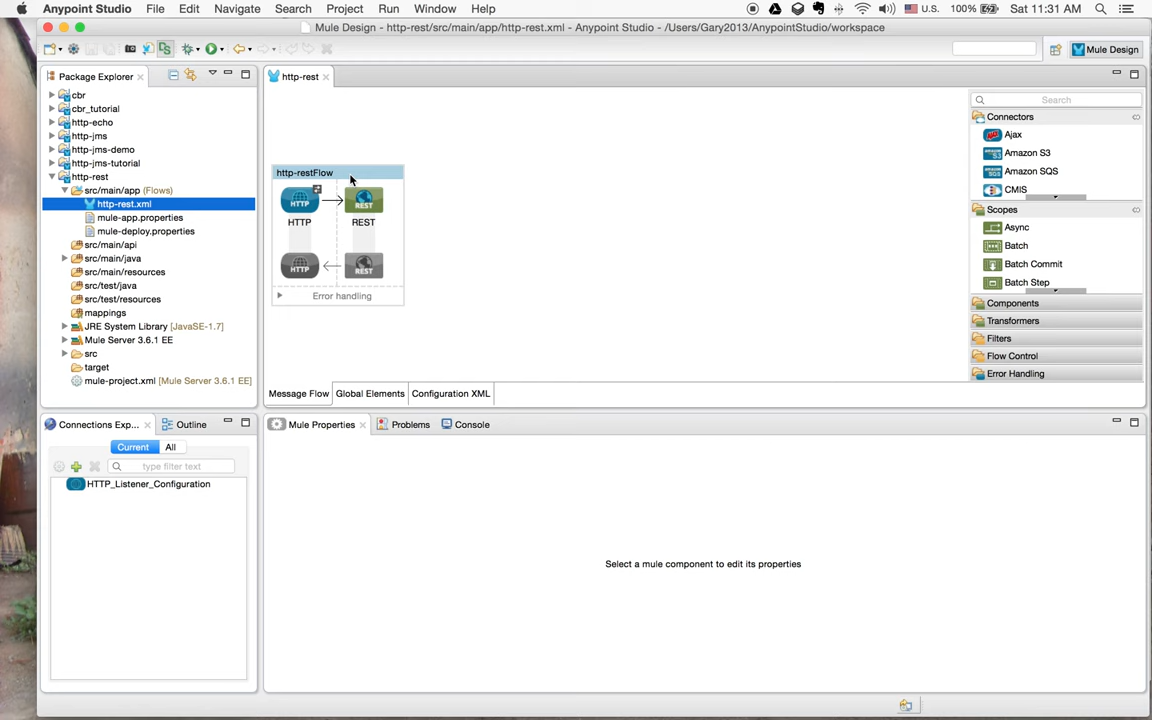 Anypoint Studio File Edit Navigate Search Project Run Window Help U.S. 100% Sat 11:31 AM
Mule Design - http-rest/src/main/app/http-rest.xml - Anypoint Studio - /Users/Gary2013/AnypointStudio/workspace
Mule Design
Package Explorer
cbr
cbr_tutorial
http-echo
http-jms
http-jms-demo
http-jms-tutorial
http-rest
src/main/app (Flows)
http-rest.xml
mule-app.properties
mule-deploy.properties
src/main/api
src/main/java
src/main/resources
src/test/java
src/test/resources
mappings
JRE System Library [JavaSE-1.7]
Mule Server 3.6.1 EE
src
target
mule-project.xml [Mule Server 3.6.1 EE]
http-rest
http-restFlow
HTTP REST
HTTP REST
HTTP REST
Error handling
Message Flow Global Elements Configuration XML
Search
Connectors
Ajax
Amazon S3
Amazon SQS
CMIS
Scopes
Async
Batch
Batch Commit
Batch Step
Components
Transformers
Filters
Flow Control
Error Handling
Connections Exp... Outline
Current All
type filter text
HTTP_Listener_Configuration
Mule Properties Problems Console
Select a mule component to edit its properties